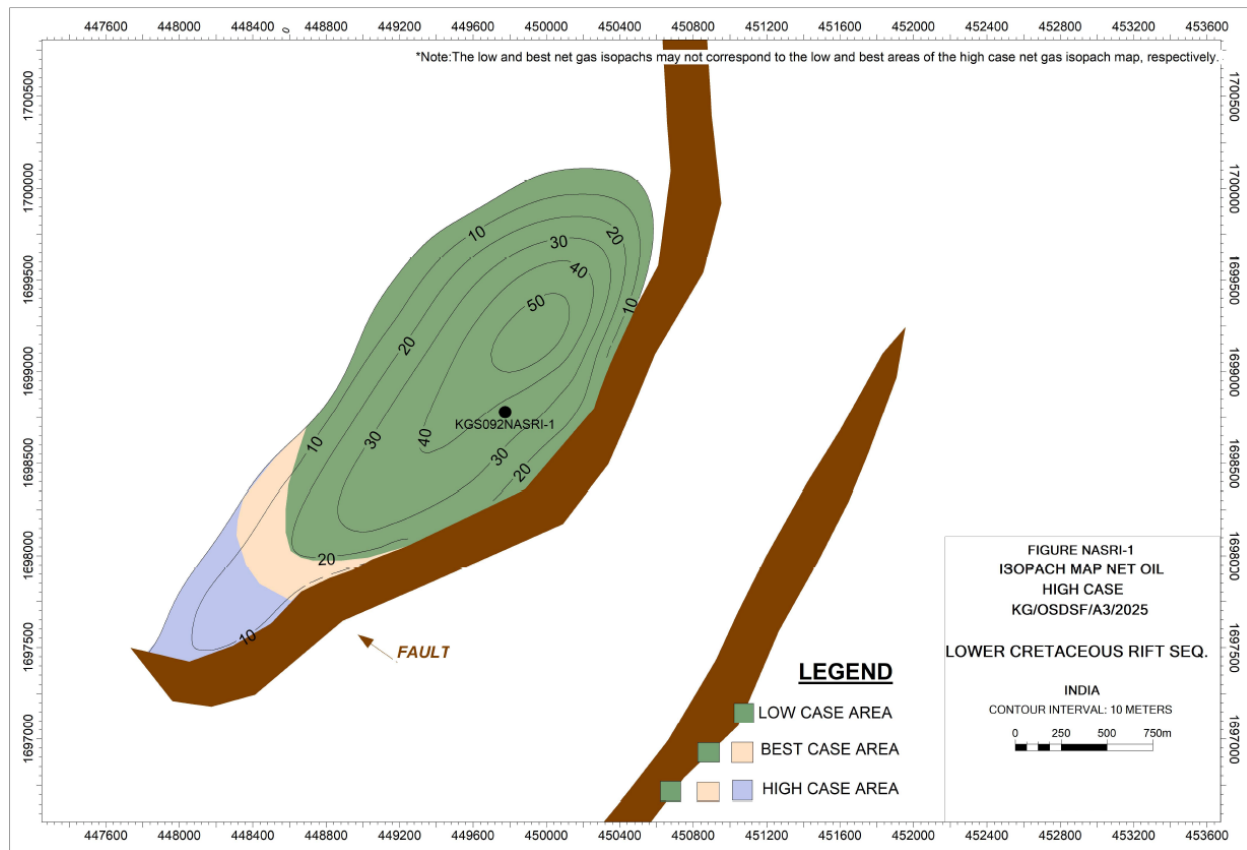 447600 448000 448400 448800 449200 449600 450000 450400 450800 451200 451600 452000 452400 452800 453200 453600
0
*Note:The low and best net gas isopachs may not correspond to the low and best areas of the high case net gas isopach map, respectively.
1700500 1700500
1700000 1700000
10 20
30
40
1699500 1699500
50 10
20
1699000 1699000
KGS092NASRI-1
10 30 40 30
20
1698500 1698500
20
1698000 1698000
10
1697500 1697500
FAULT
1697000 1697000
FIGURE NASRI-1
ISOPACH MAP NET OIL
HIGH CASE
KG/OSDSF/A3/2025
LOWER CRETACEOUS RIFT SEQ.
INDIA
CONTOUR INTERVAL: 10 METERS
0 250 500 750m
LEGEND
LOW CASE AREA
BEST CASE AREA
HIGH CASE AREA
447600 448000 448400 448800 449200 449600 450000 450400 450800 451200 451600 452000 452400 452800 453200 453600